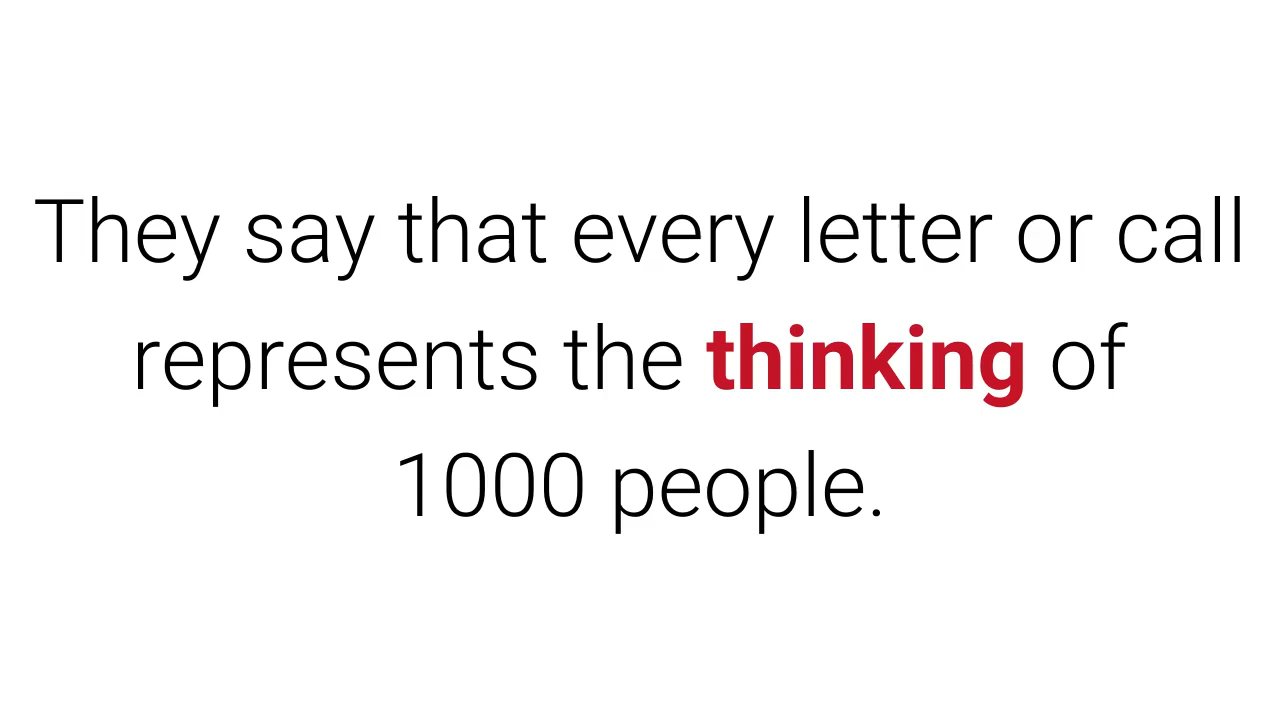 They say that every letter or call
represents the thinking of
1000 people.